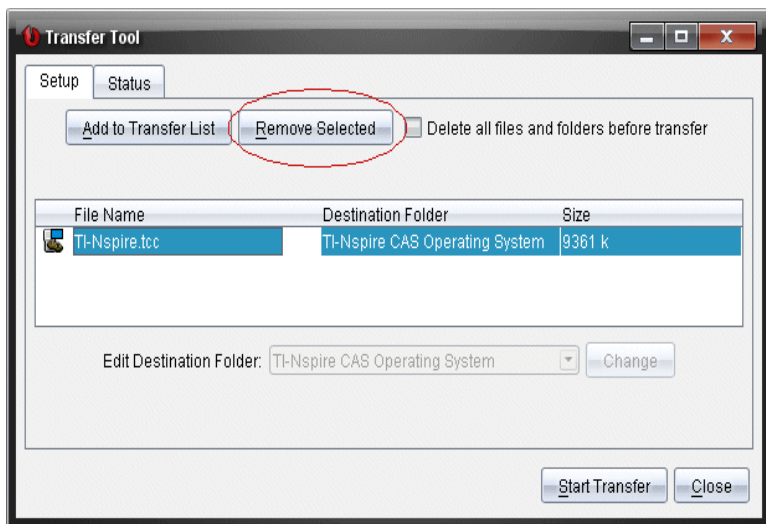 Transfer Tool
Setup Status
Add to Transfer List Remove Selected Delete all files and folders before transfer
File Name Destination Folder Size
TI-Nspire.tcc TI-Nspire CAS Operating System 9361 k
Edit Destination Folder: TI-Nspire CAS Operating System Change
Start Transfer Close